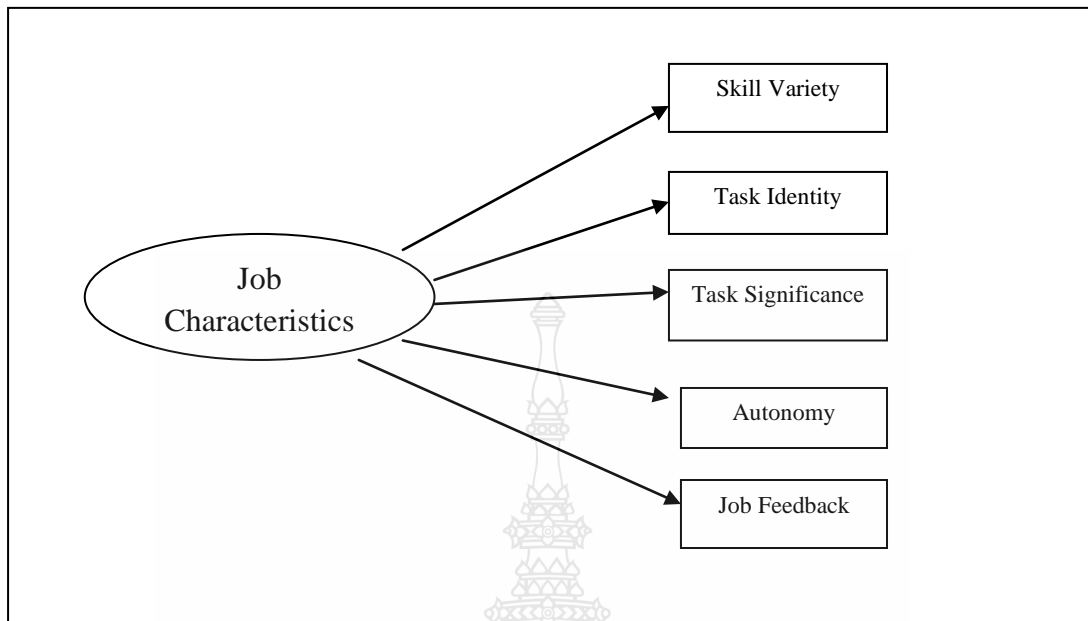 Skill Variety
Task Identity
Job
Characteristics
Task Significance
Autonomy
Job Feedback